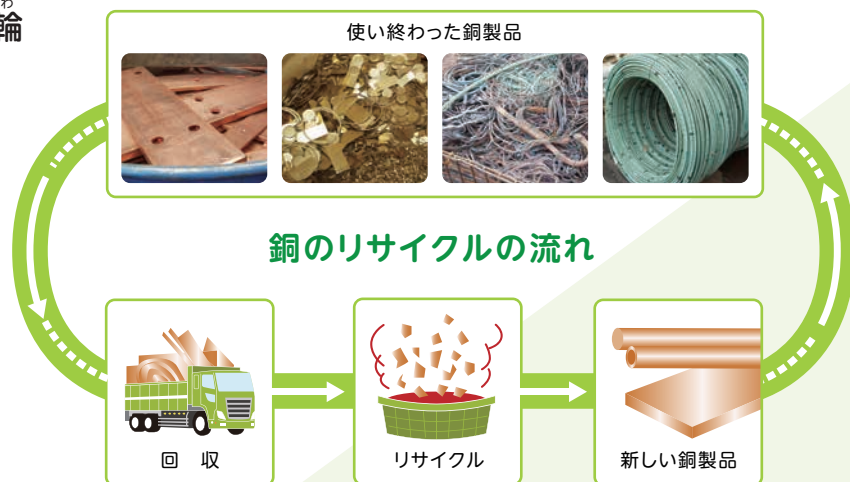 わ
輪
使い終わった銅製品
銅のリサイクルの流れ
回 収
リサイクル
新しい銅製品